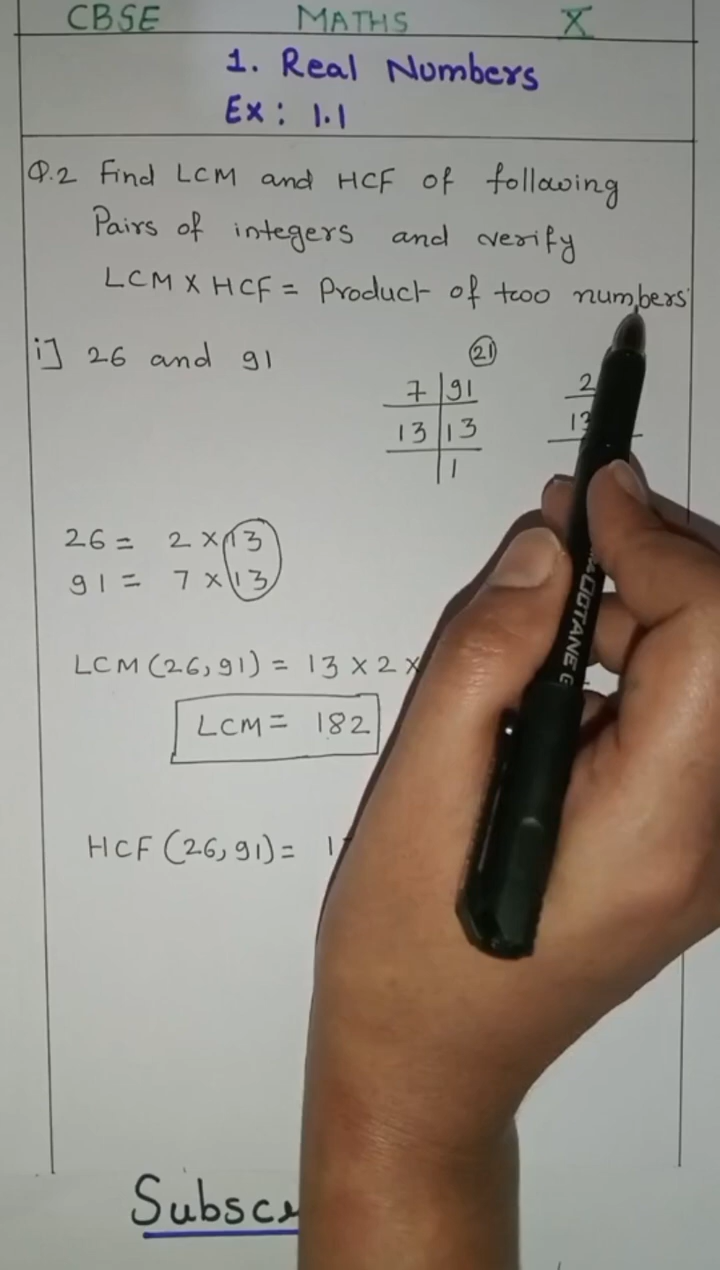 CBSE MATHS X
1. Real Numbers
Ex: 1.1
Q.2 Find LCM and HCF of following
Pairs of integers and verify
LCM X HCF = Product of two numbers
i] 26 and 91
21
7 91
13 13
1
2
26 = 2 × 13
91 = 7 × 13
LCM (26,91) = 13 × 2 ×
LCM = 182
HCF (26,91) =
OCTANE